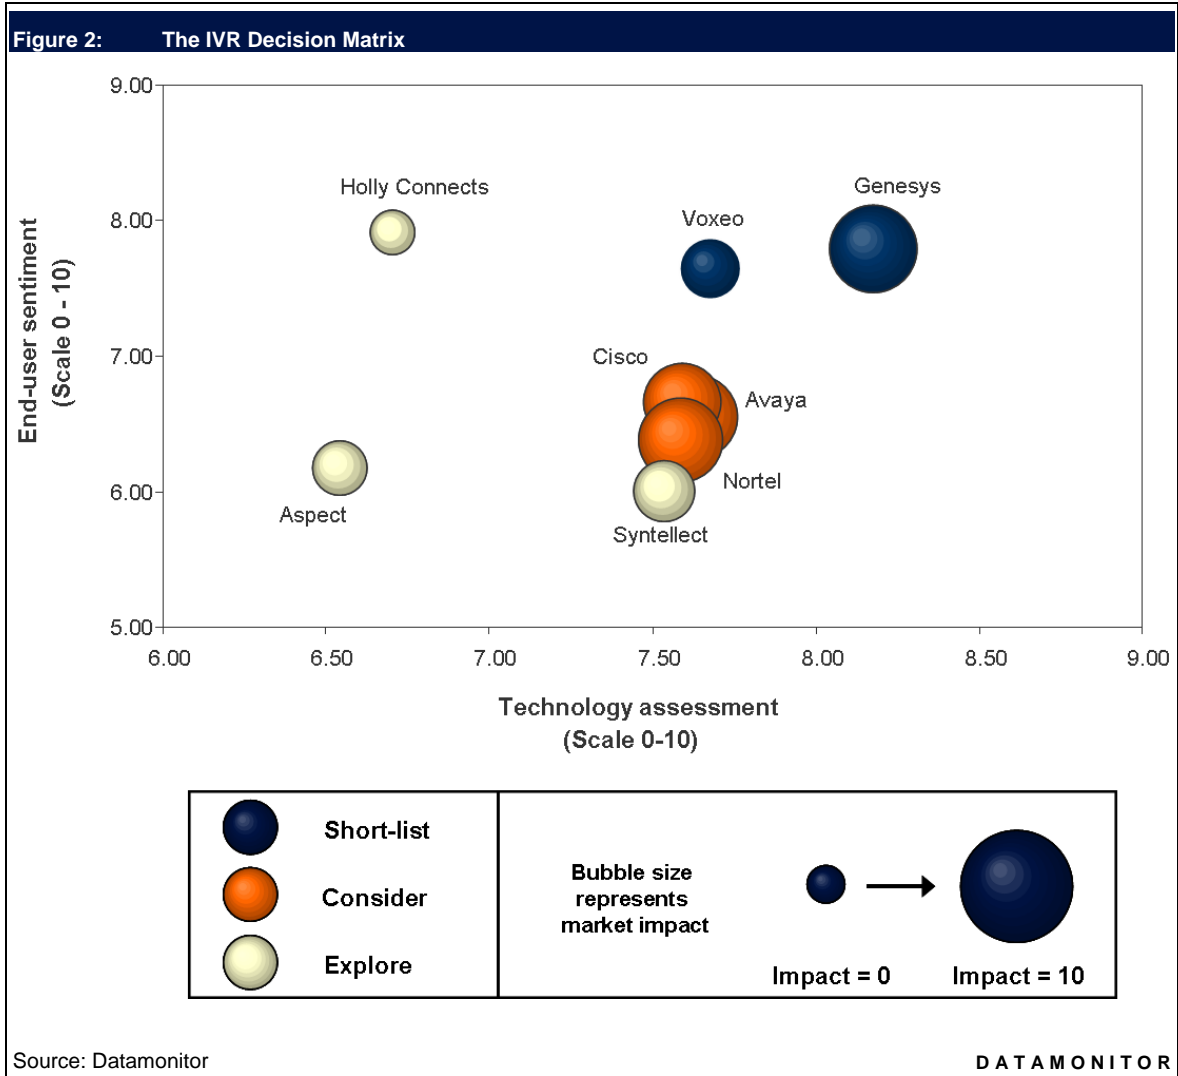 Figure 2: The IVR Decision Matrix
9.00
8.00
7.00
6.00
5.00
End-user sentiment
(Scale 0 - 10)
Holly Connects
Genesys
Voxeo
Cisco
Avaya
Nortel
Aspect
Syntellect
6.00 6.50 7.00 7.50 8.00 8.50 9.00
Technology assessment
(Scale 0-10)
Short-list
Consider
Explore
Bubble size
represents
market impact
Impact = 0 Impact = 10
Source: Datamonitor
DATAMONITOR